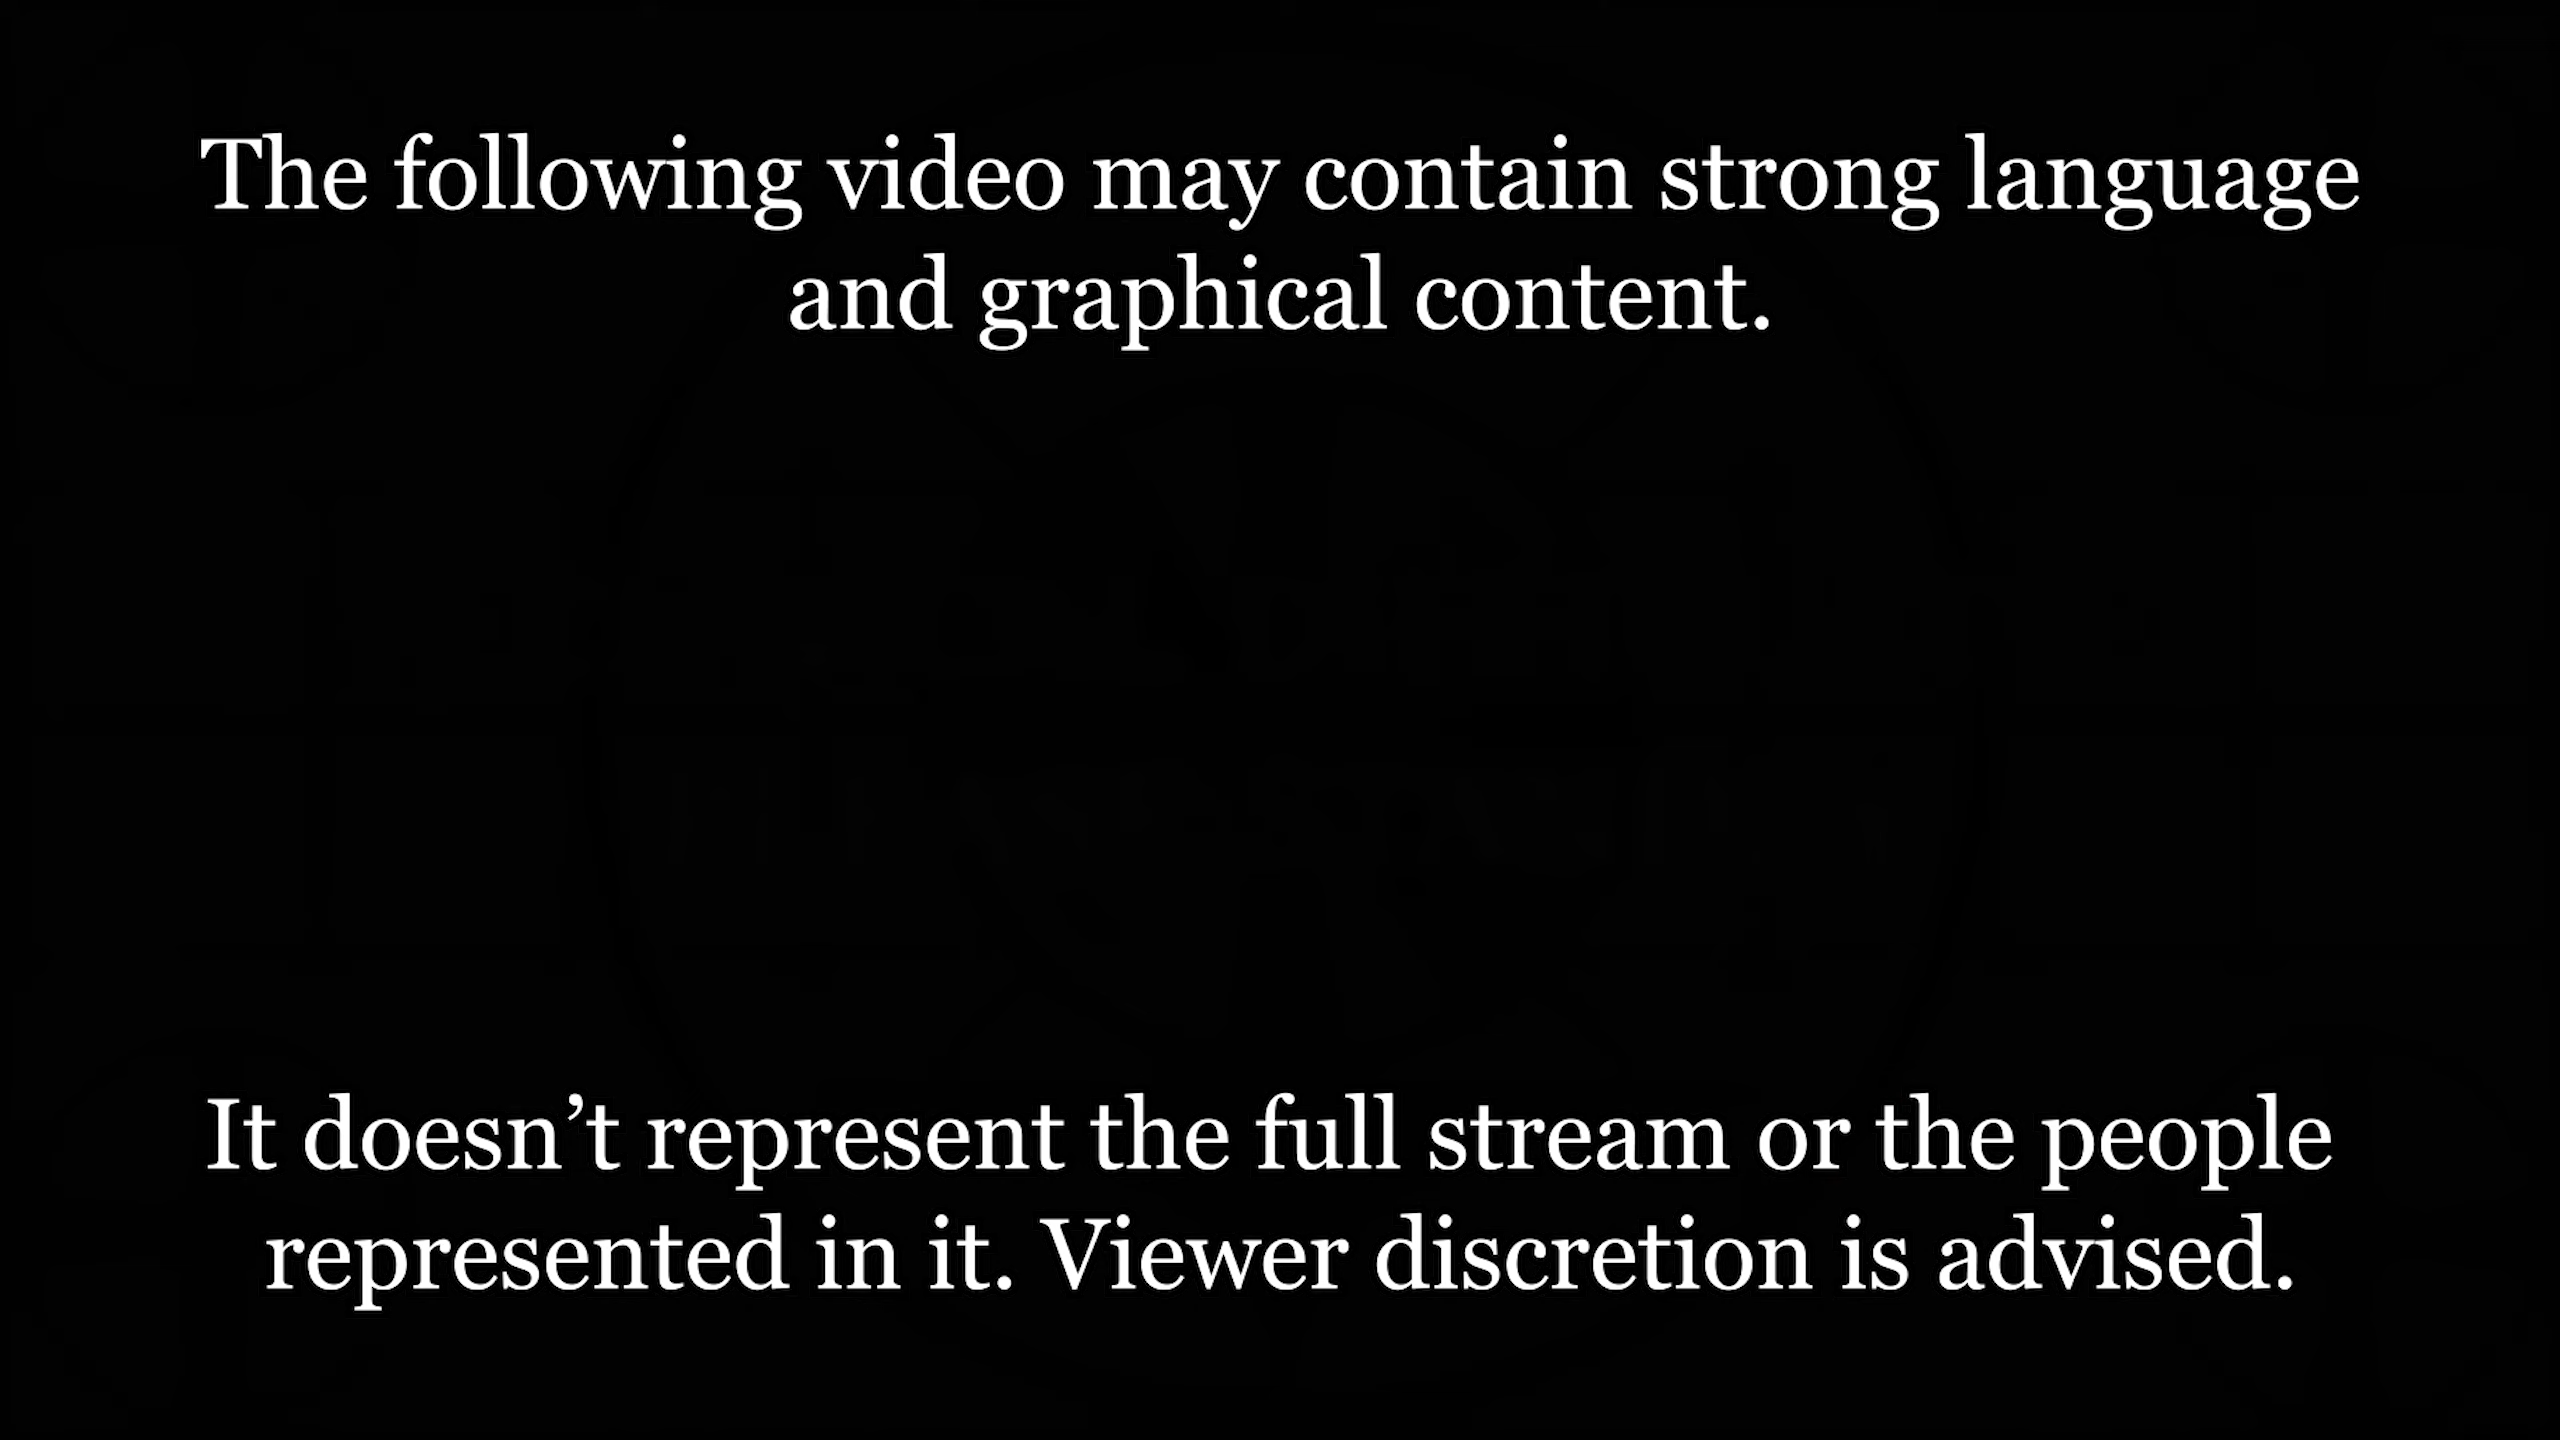 The following video may contain strong language
and graphical content.
It doesn’t represent the full stream or the people
represented in it. Viewer discretion is advised.